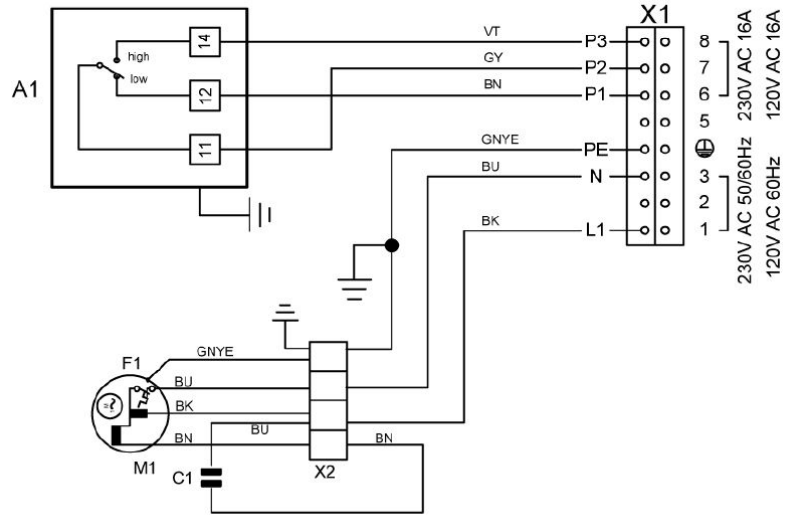 X1
14
VT
P3
8
high
GY
P2
7
low
A1
12
BN
P1
6
230V AC 16A
120V AC 16A
5
11
GNYE
PE
BU
N
3
2
BK
L1
1
230V AC 50/60Hz
120V AC 60Hz
GNYE
F1
BU
BK
BU
BN
BN
M1
C1
X2